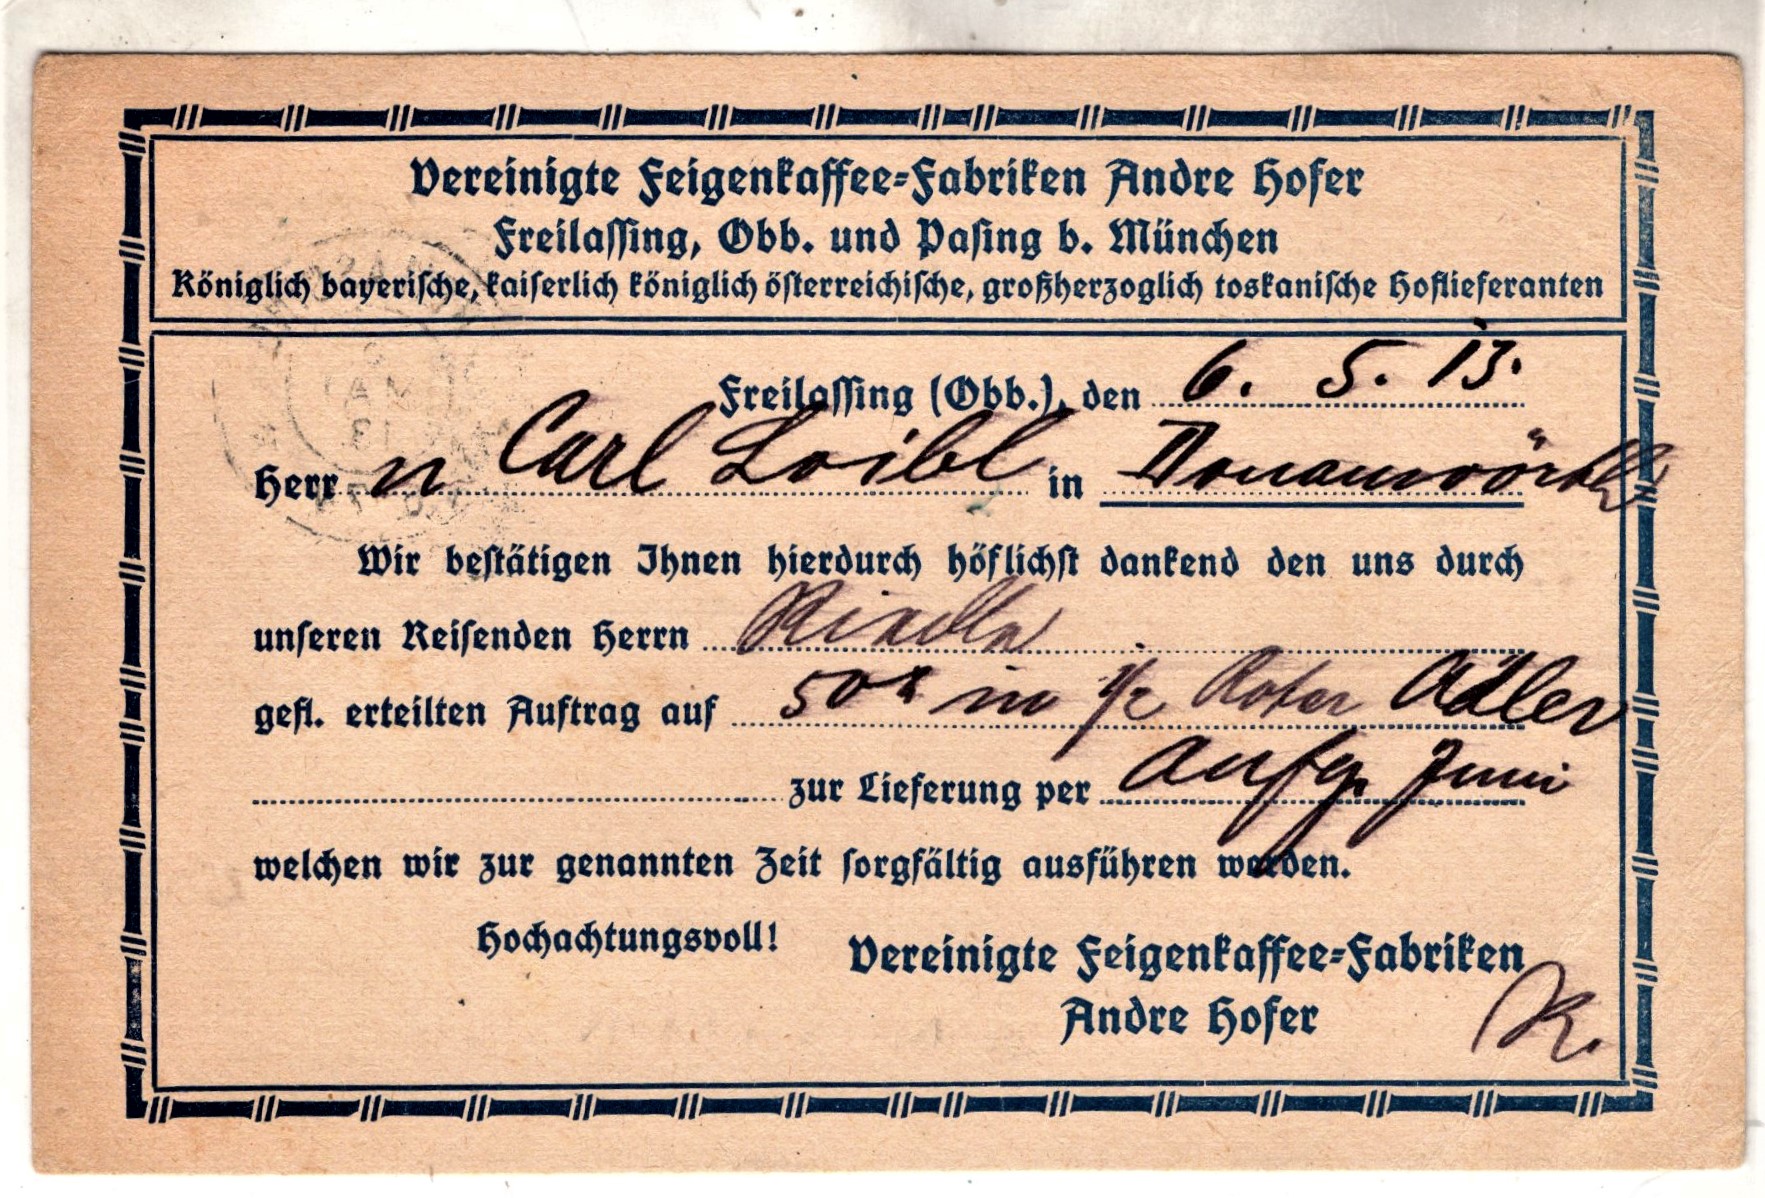 Vereinigte Feigenkaffee-Fabriken Andre Hofer
Freilassing, Obb. und Pasing b. München
Königlich bayerische, kaiserlich königlich österreichische, großherzoglich toskanische Hoflieferanten
Freilassing (Obb.), den 6. 5. 13.
Herrn Carl Loibl in Donauwörth
Wir bestätigen Ihnen hierdurch höflichst dankend den uns durch
unseren Reisenden Herrn
gefl. erteilten Auftrag auf 50 in 1/2 Roter Adler
zur Lieferung per Anfg. Juni
welchen wir zur genannten Zeit sorgfältig ausführen werden.
Hochachtungsvoll!
Vereinigte Feigenkaffee-Fabriken
Andre Hofer